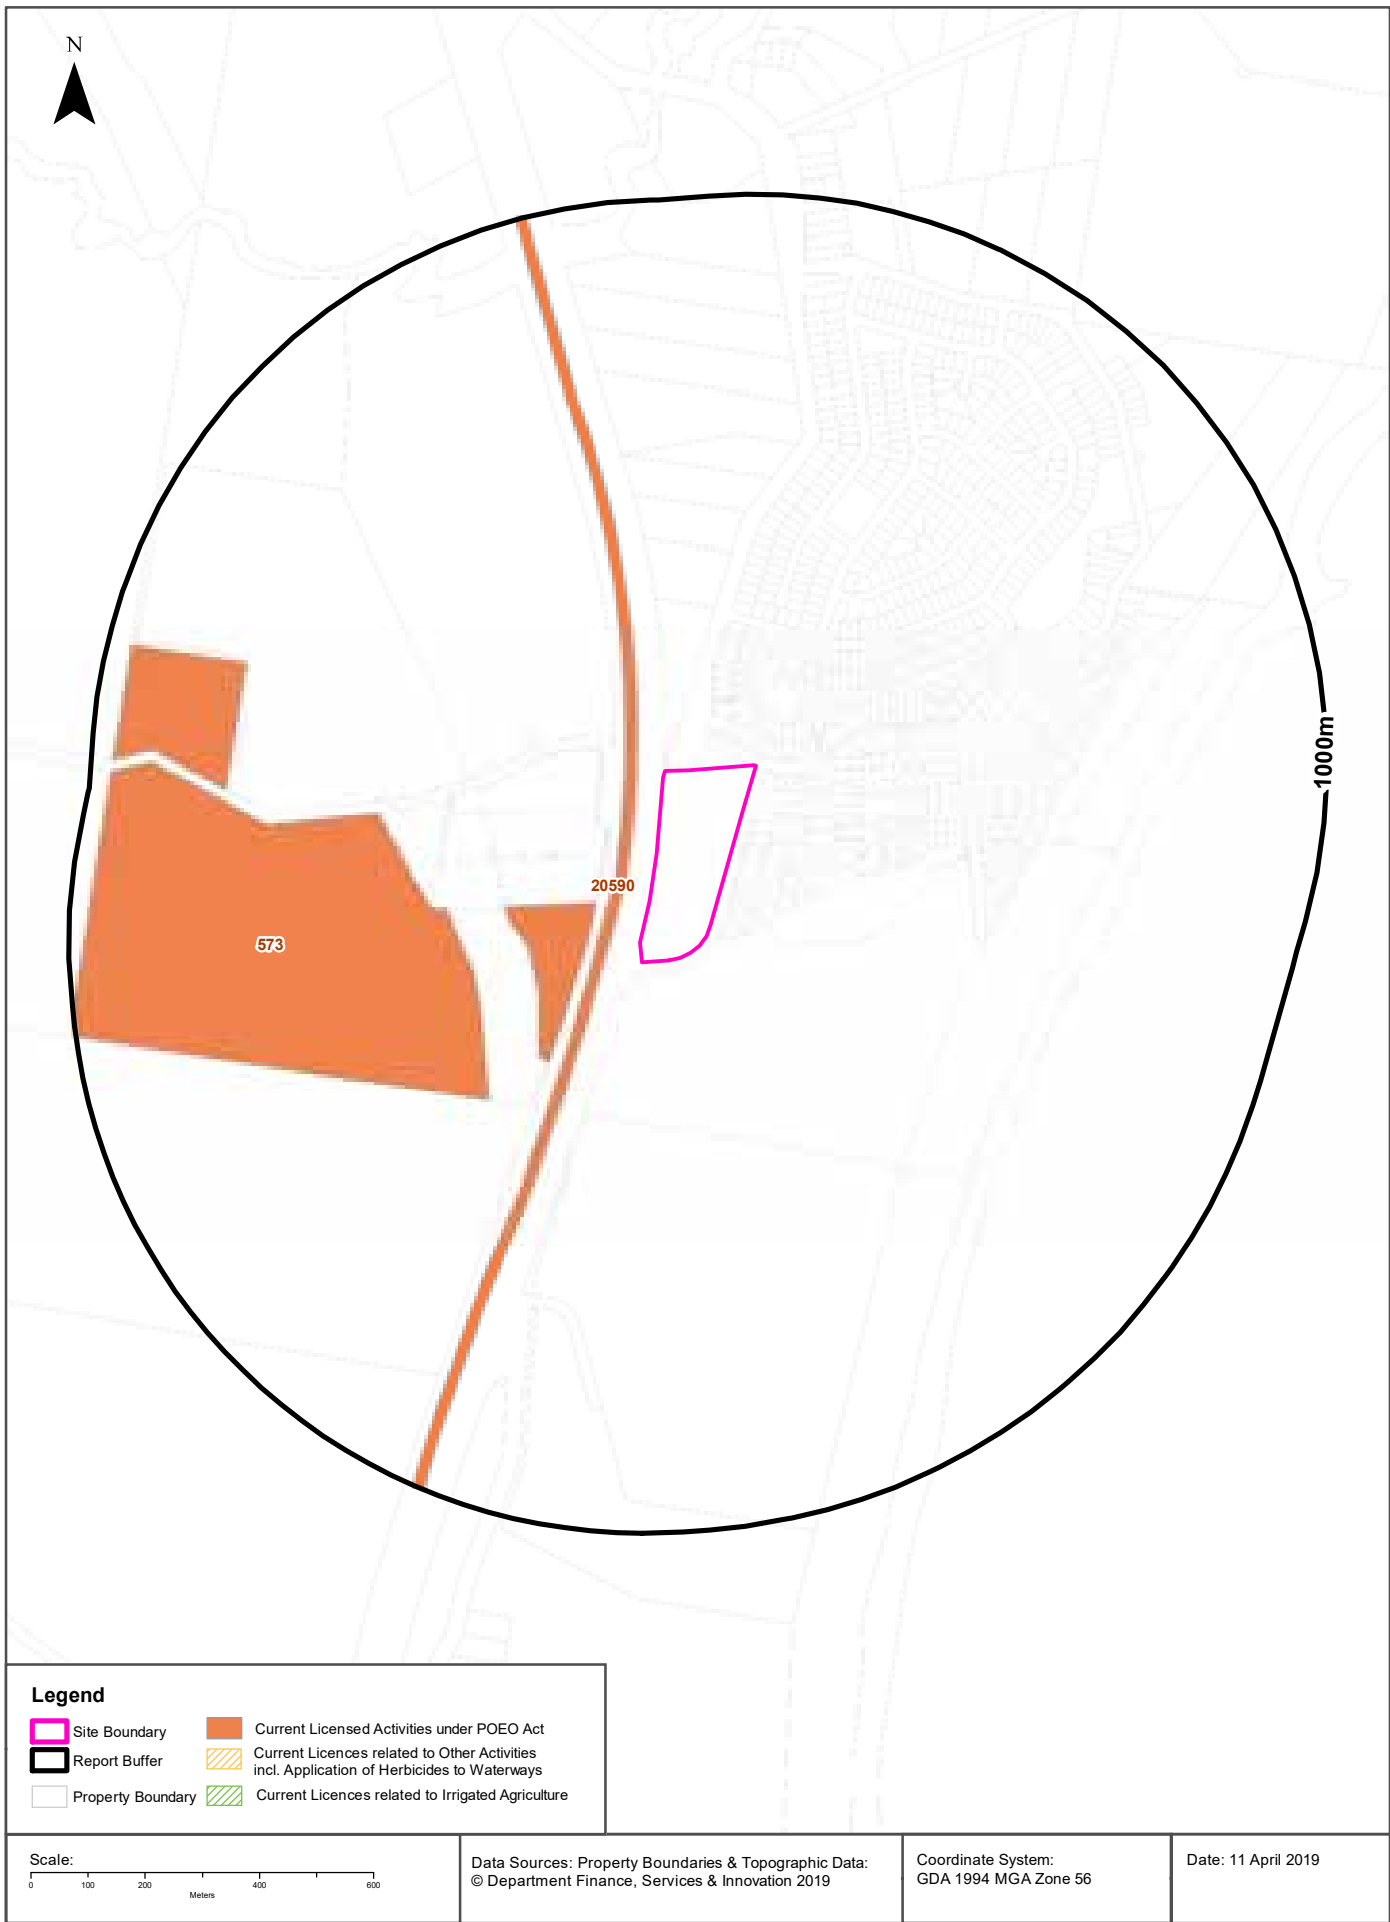 N
1000m
20590
573
Legend
Site Boundary
Report Buffer
Property Boundary
Current Licensed Activities under POEO Act
Current Licences related to Other Activities
incl. Application of Herbicides to Waterways
Current Licences related to Irrigated Agriculture
Scale:
0 100 200 400 600
Meters
Data Sources: Property Boundaries & Topographic Data:
© Department Finance, Services & Innovation 2019
Coordinate System:
GDA 1994 MGA Zone 56
Date: 11 April 2019